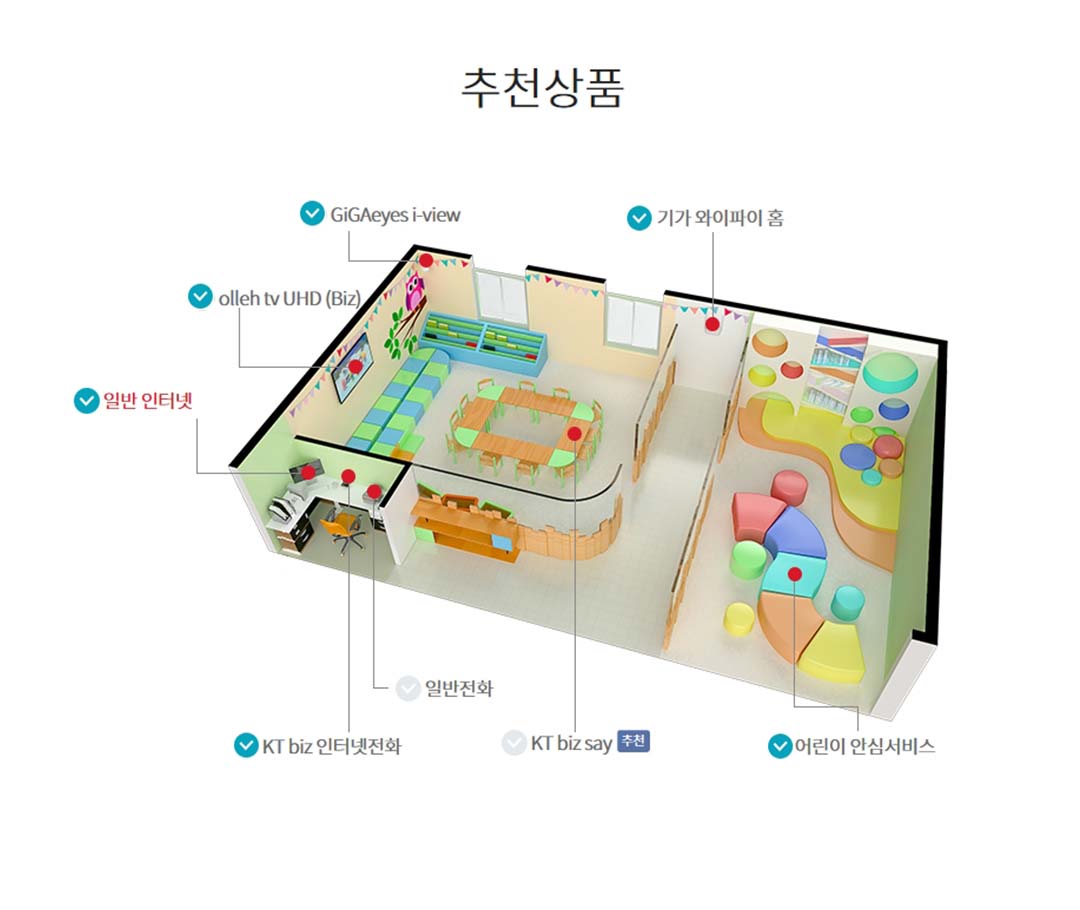 추천상품
GiGAeyes i-view
기가 와이파이 홈
olleh tv UHD (Biz)
일반 인터넷
일반전화
KT biz 인터넷전화
KT biz say 추천
어린이 안심서비스